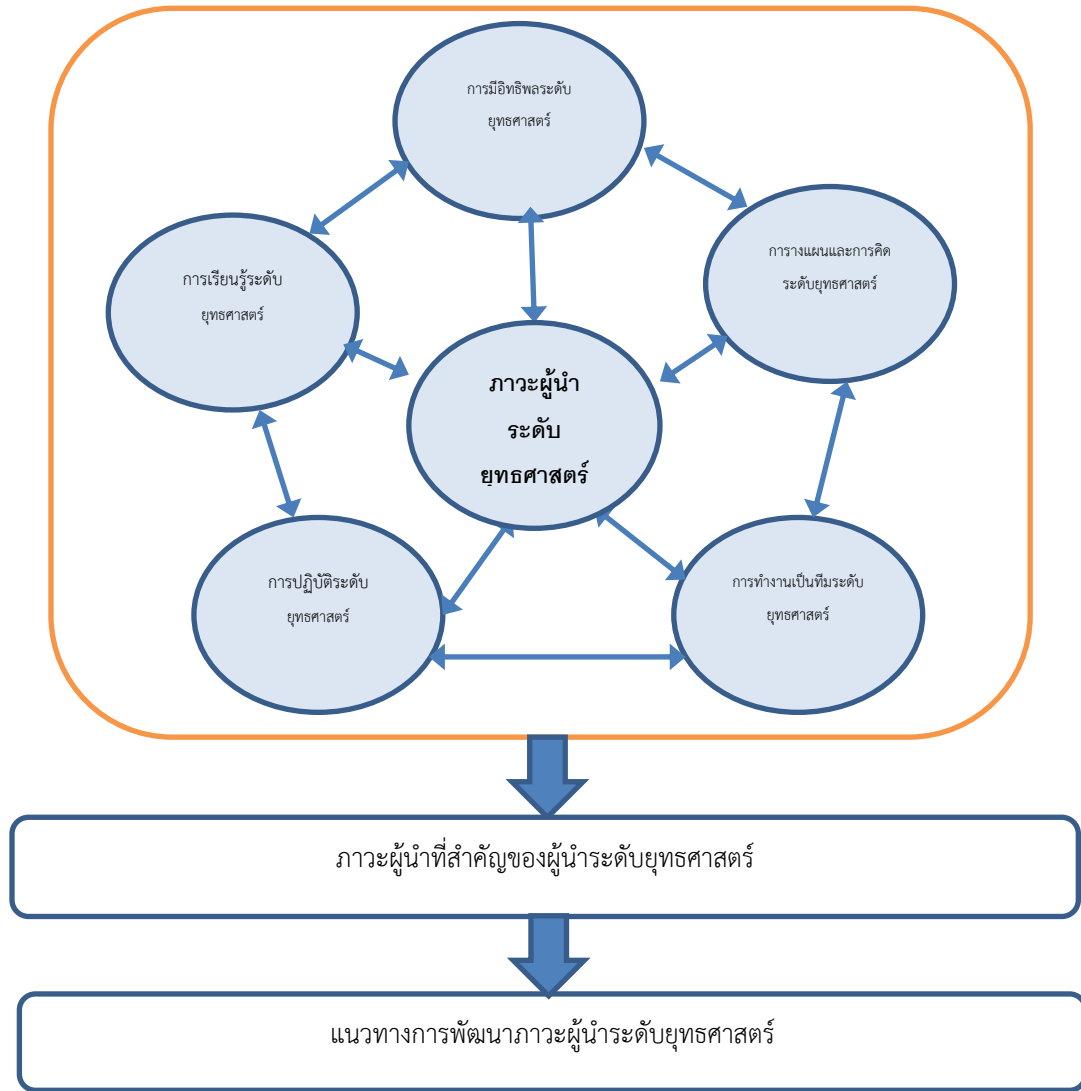 การมีอิทธิพลระดับ
ยุทธศาสตร์
การางแผนและการคิด
ระดับยุทธศาสตร์
การเรียนรู้ระดับ
ยุทธศาสตร์
ภาวะผู้นำ
ระดับ
ยุทธศาสตร์
การปฏิบัติระดับ
ยุทธศาสตร์
การทำงานเป็นทีมระดับ
ยุทธศาสตร์
ภาวะผู้นำที่สำคัญของผู้นำระดับยุทธศาสตร์
แนวทางการพัฒนาภาวะผู้นำระดับยุทธศาสตร์